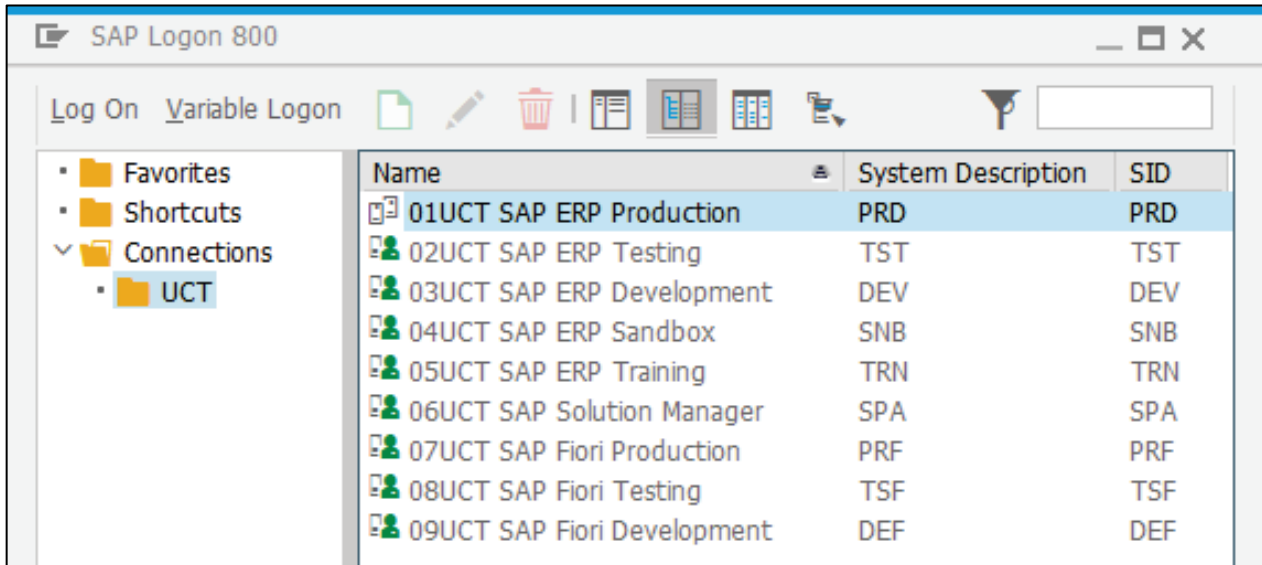 SAP Logon 800
Log On Variable Logon
Favorites
Shortcuts
Connections
UCT
Name System Description SID
01UCT SAP ERP Production PRD PRD
02UCT SAP ERP Testing TST TST
03UCT SAP ERP Development DEV DEV
04UCT SAP ERP Sandbox SNB SNB
05UCT SAP ERP Training TRN TRN
06UCT SAP Solution Manager SPA SPA
07UCT SAP Fiori Production PRF PRF
08UCT SAP Fiori Testing TSF TSF
09UCT SAP Fiori Development DEF DEF